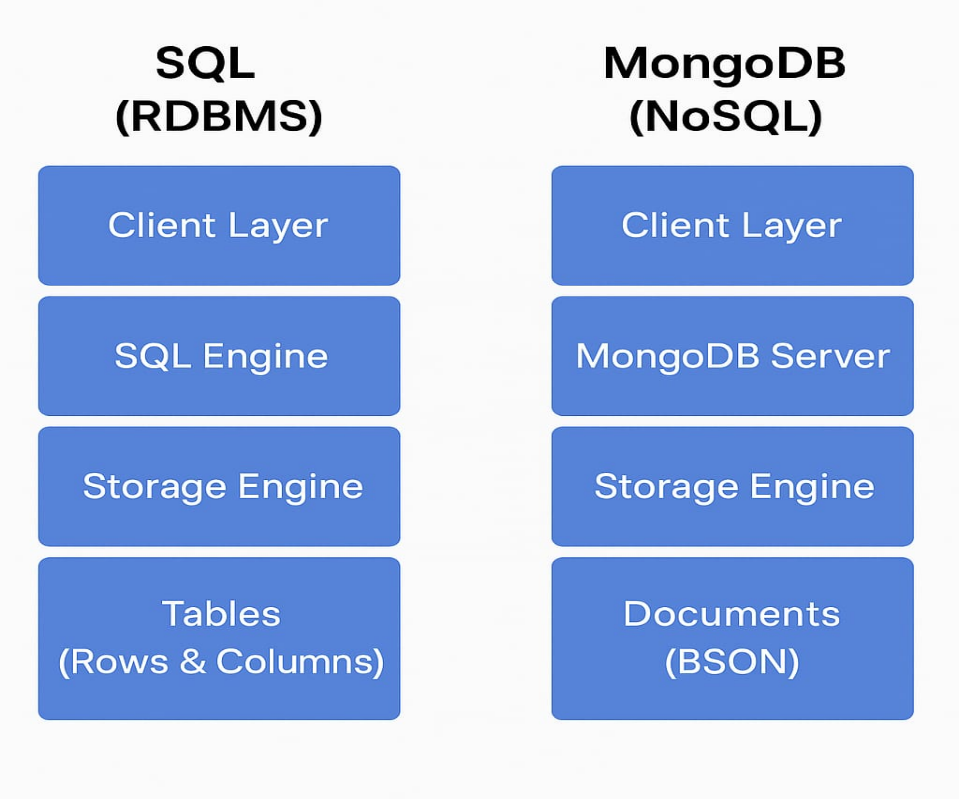 SQL
(RDBMS)
Client Layer
SQL Engine
Storage Engine
Tables
(Rows & Columns)
MongoDB
(NoSQL)
Client Layer
MongoDB Server
Storage Engine
Documents
(BSON)